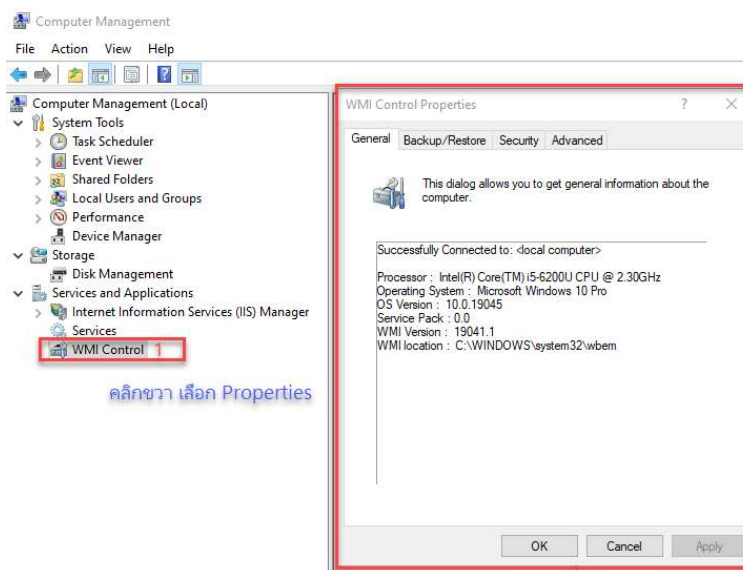 Computer Management
File Action View Help
Computer Management (Local)
System Tools
Task Scheduler
Event Viewer
Shared Folders
Local Users and Groups
Performance
Device Manager
Storage
Disk Management
Services and Applications
Internet Information Services (IIS) Manager
Services
WMI Control 1
คลิกขวา เลือก Properties
WMI Control Properties
General Backup/Restore Security Advanced
This dialog allows you to get general information about the
computer.
Successfully Connected to: <local computer>
Processor : Intel(R) Core(TM) i5-6200U CPU @ 2.30GHz
Operating System : Microsoft Windows 10 Pro
OS Version : 10.0.19045
Service Pack : 0.0
WMI Version : 19041.1
WMI location : C:\WINDOWS\system32\wbem
OK Cancel Apply